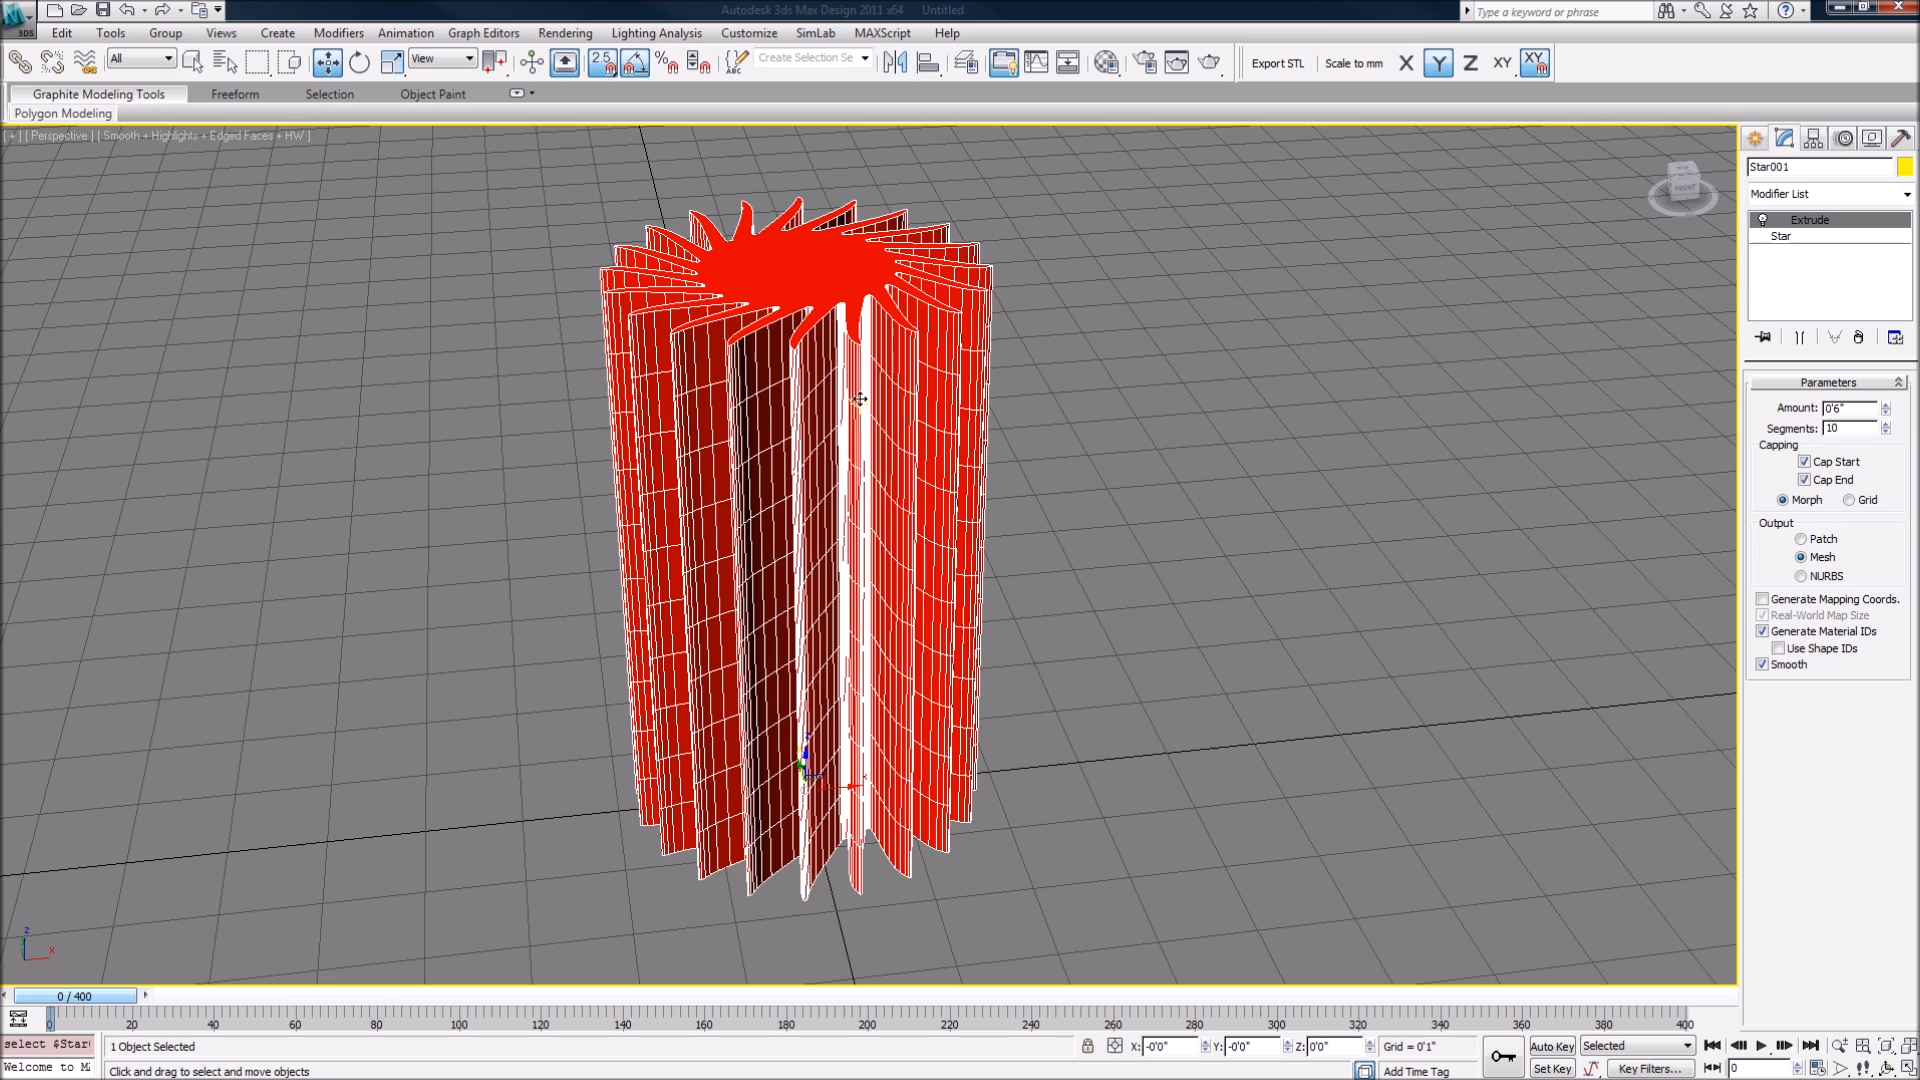 Autodesk 3ds Max Design 2011 x64 Untitled
Type a keyword or phrase
3DS
Edit Tools Group Views Create Modifiers Animation Graph Editors Rendering Lighting Analysis Customize SimLab MAXScript Help
All View 2.5 ABC Create Selection Se Export STL Scale to mm X Y Z XY XY
Graphite Modeling Tools Freeform Selection Object Paint
Polygon Modeling
[ + ] [ Perspective ] [ Smooth + Highlights + Edged Faces + HW ]
FRONT
Star001
Modifier List
Extrude
Star
Parameters
Amount: 0'6"
Segments: 10
Capping
Cap Start
Cap End
Morph Grid
Output
Patch
Mesh
NURBS
Generate Mapping Coords.
Real-World Map Size
Generate Material IDs
Use Shape IDs
Smooth
z
x
0 / 400
0 20 40 60 80 100 120 140 160 180 200 220 240 260 280 300 320 340 360 380 400
select $Star
1 Object Selected
X: -0'0" Y: -0'0" Z: 0'0" Grid = 0'1"
Auto Key Selected
Welcome to M
Click and drag to select and move objects
Add Time Tag
Set Key Key Filters... 0